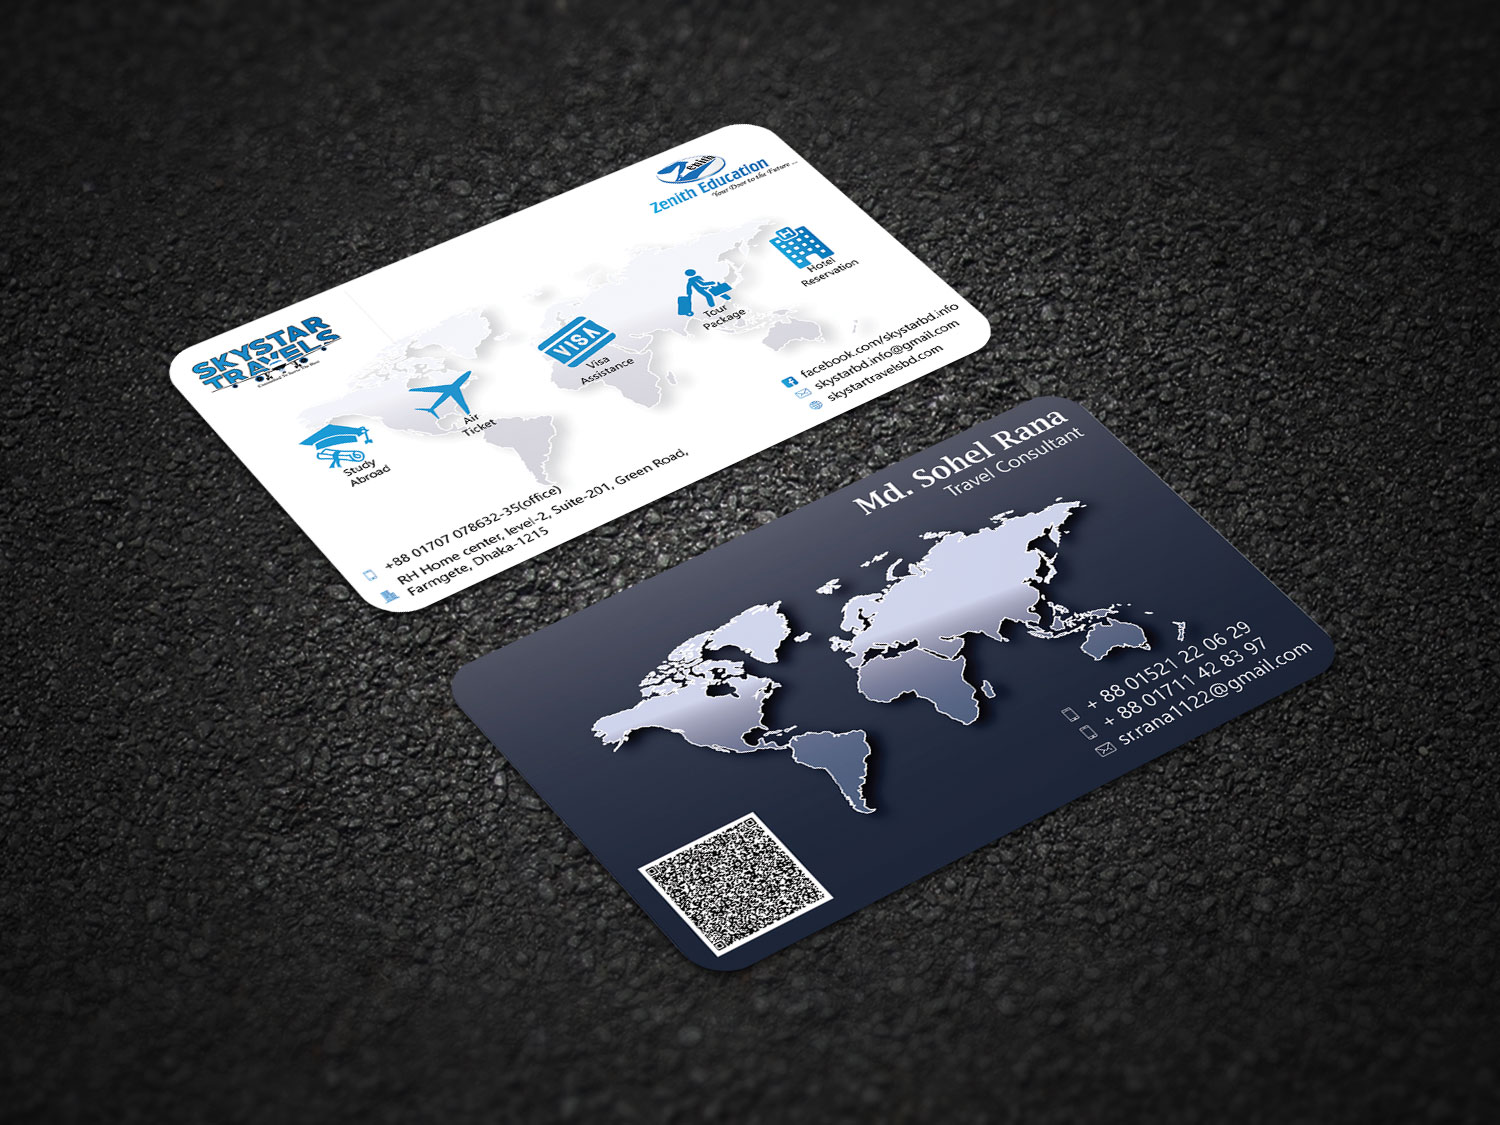 Zenith
Zenith Education
Your Door to the Future ...
SKYSTAR
TRAVELS
Hotel
Reservation
Tour
Package
VISA
Visa
Assistance
Air
Ticket
Study
Abroad
facebook.com/skystarbd.info
skystarbd.info@gmail.com
skystartravelsbd.com
+88 01707 078632-35(office)
RH Home center, level-2, Suite-201, Green Road,
Farmgete, Dhaka-1215
Md. Sohel Rana
Travel Consultant
+ 88 01521 22 06 29
+ 88 01711 42 83 97
sr.rana1122@gmail.com